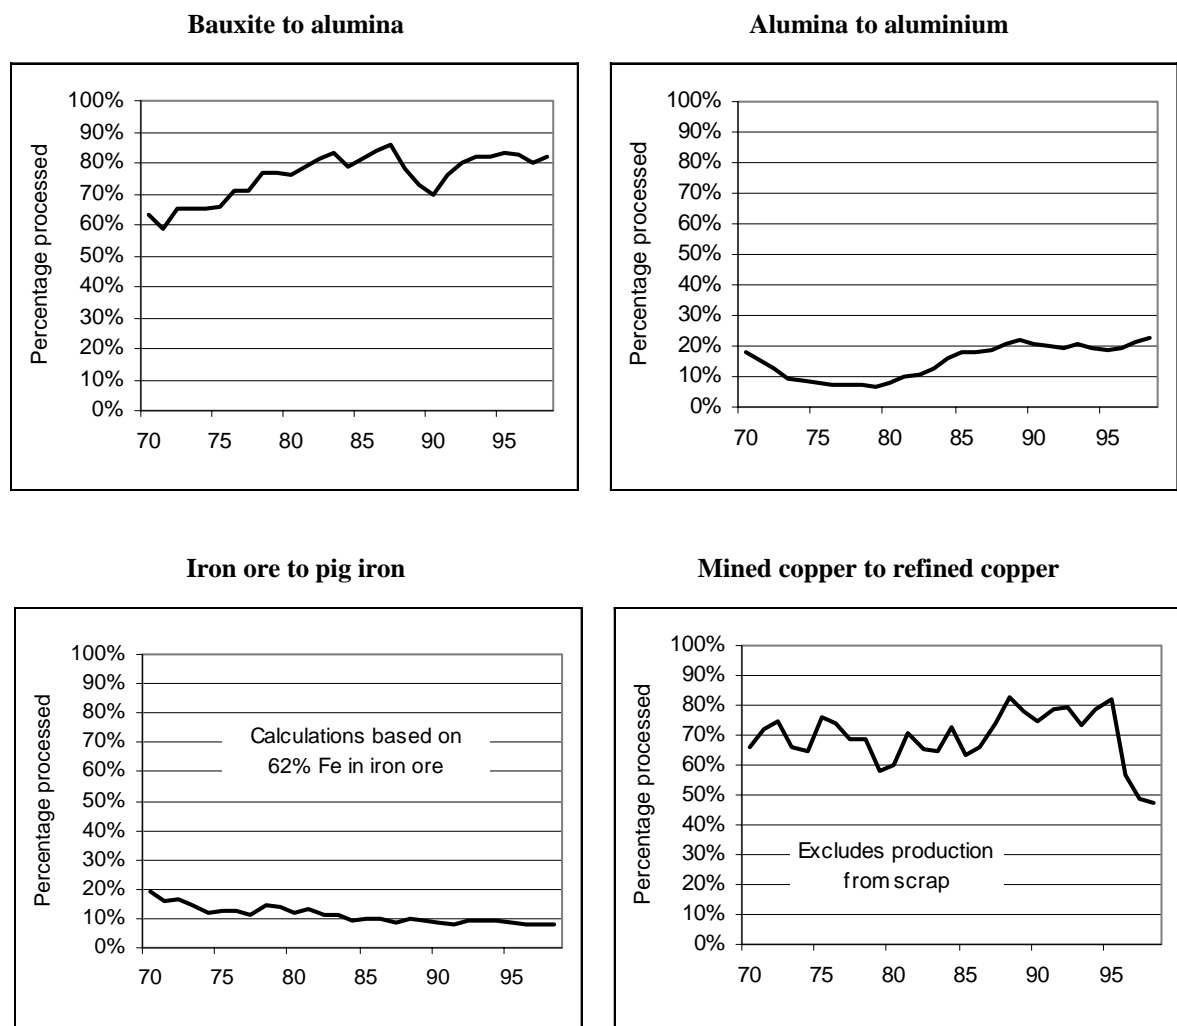 Bauxite to alumina
Percentage processed
100%
90%
80%
70%
60%
50%
40%
30%
20%
10%
0%
70 75 80 85 90 95
Alumina to aluminium
Percentage processed
100%
90%
80%
70%
60%
50%
40%
30%
20%
10%
0%
70 75 80 85 90 95
Iron ore to pig iron
Percentage processed
100%
90%
80%
70%
60%
50%
40%
30%
20%
10%
0%
Calculations based on
62% Fe in iron ore
70 75 80 85 90 95
Mined copper to refined copper
Percentage processed
100%
90%
80%
70%
60%
50%
40%
30%
20%
10%
0%
Excludes production
from scrap
70 75 80 85 90 95